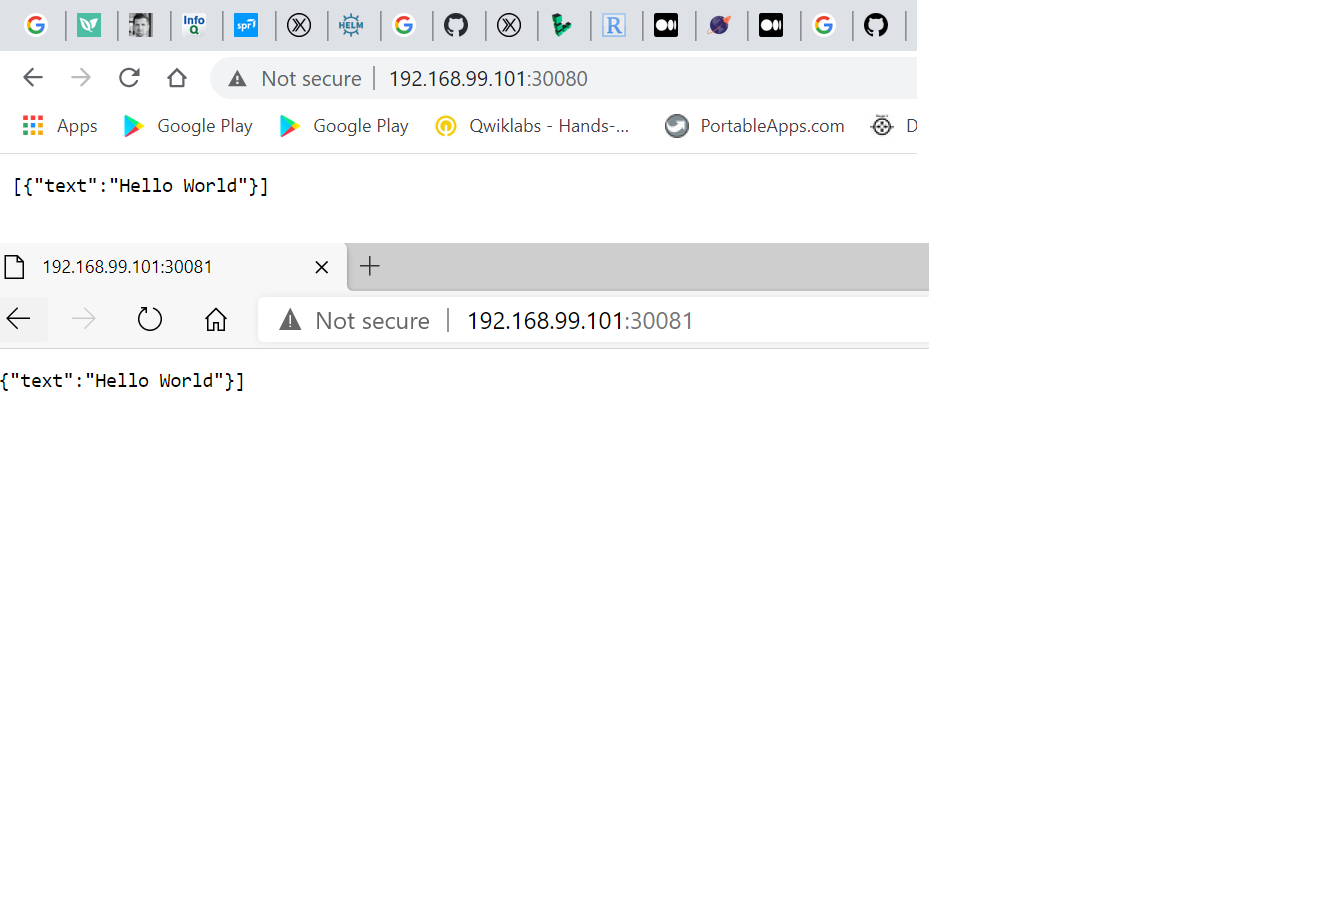 Info
Q
spr
HELM
R
Not secure 192.168.99.101:30080
Apps Google Play Google Play Qwiklabs - Hands-... PortableApps.com D
[{"text":"Hello World"}]
192.168.99.101:30081
Not secure 192.168.99.101:30081
{"text":"Hello World"}]